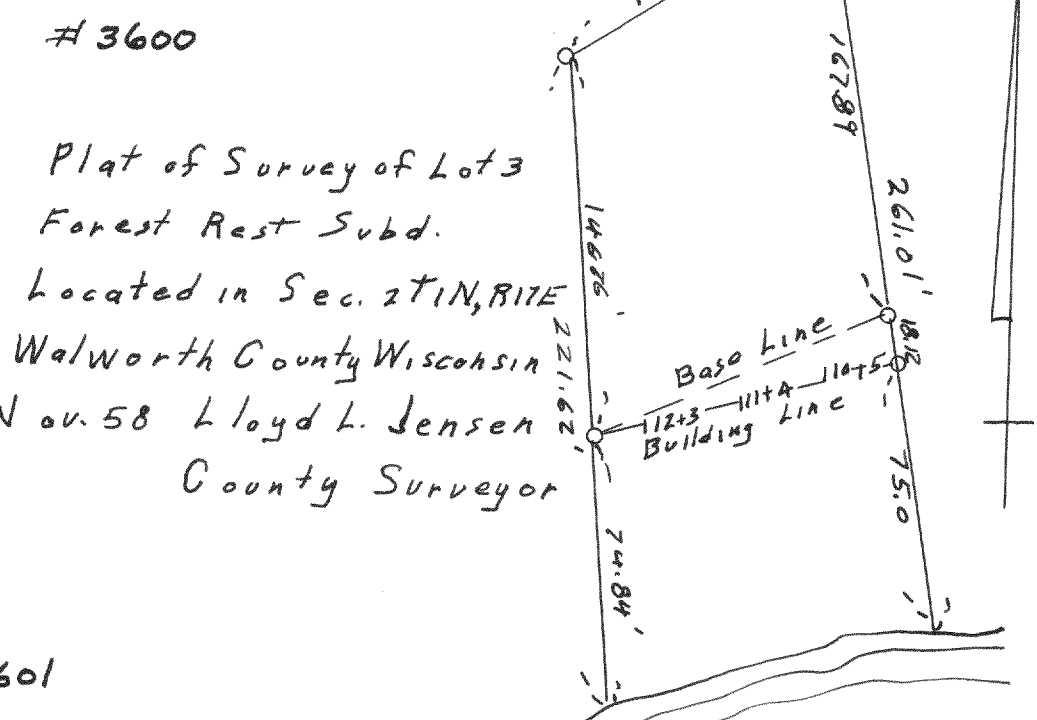 # 3600
Plat of Survey of Lot 3
Forest Rest Subd.
Located in Sec. 2 T1N, R17E
Walworth County Wisconsin
Nov. 58 Lloyd L. Jensen
County Surveyor
601
167.89
261.01'
18.12
75.0
146.78'
221.62'
74.84'
Base Line
112+3 111+4 110+5
Building Line